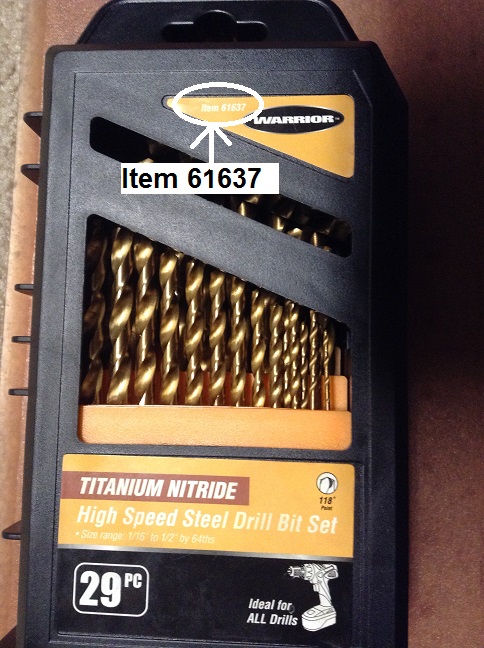 Item 61637
WARRIOR™
Item 61637
TITANIUM NITRIDE
118°
Point
High Speed Steel Drill Bit Set
• Size range: 1/16" to 1/2" by 64ths
29 PC
Ideal for
ALL Drills